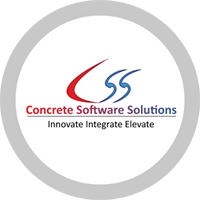 CSS
Concrete Software Solutions
Innovate Integrate Elevate